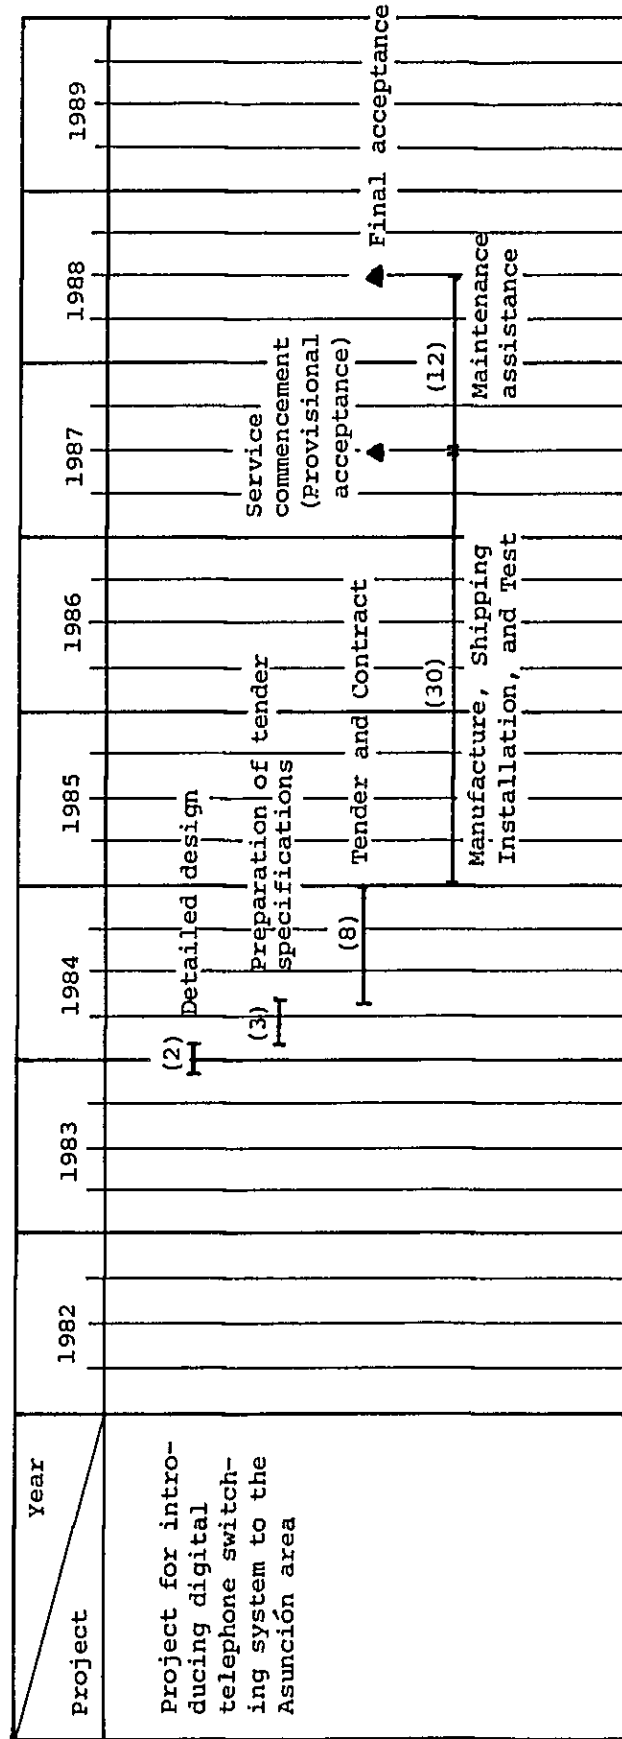 Project
Year
1982
1983
1984
1985
1986
1987
1988
1989
Project for intro-
ducing digital
telephone switch-
ing system to the
Asunción area
(2)
Detailed design
(3)
Preparation of tender
specifications
(8)
Tender and Contract
(30)
Manufacture, Shipping
Installation, and Test
Service
commencement
(Provisional
acceptance)
(12)
Maintenance
assistance
Final acceptance